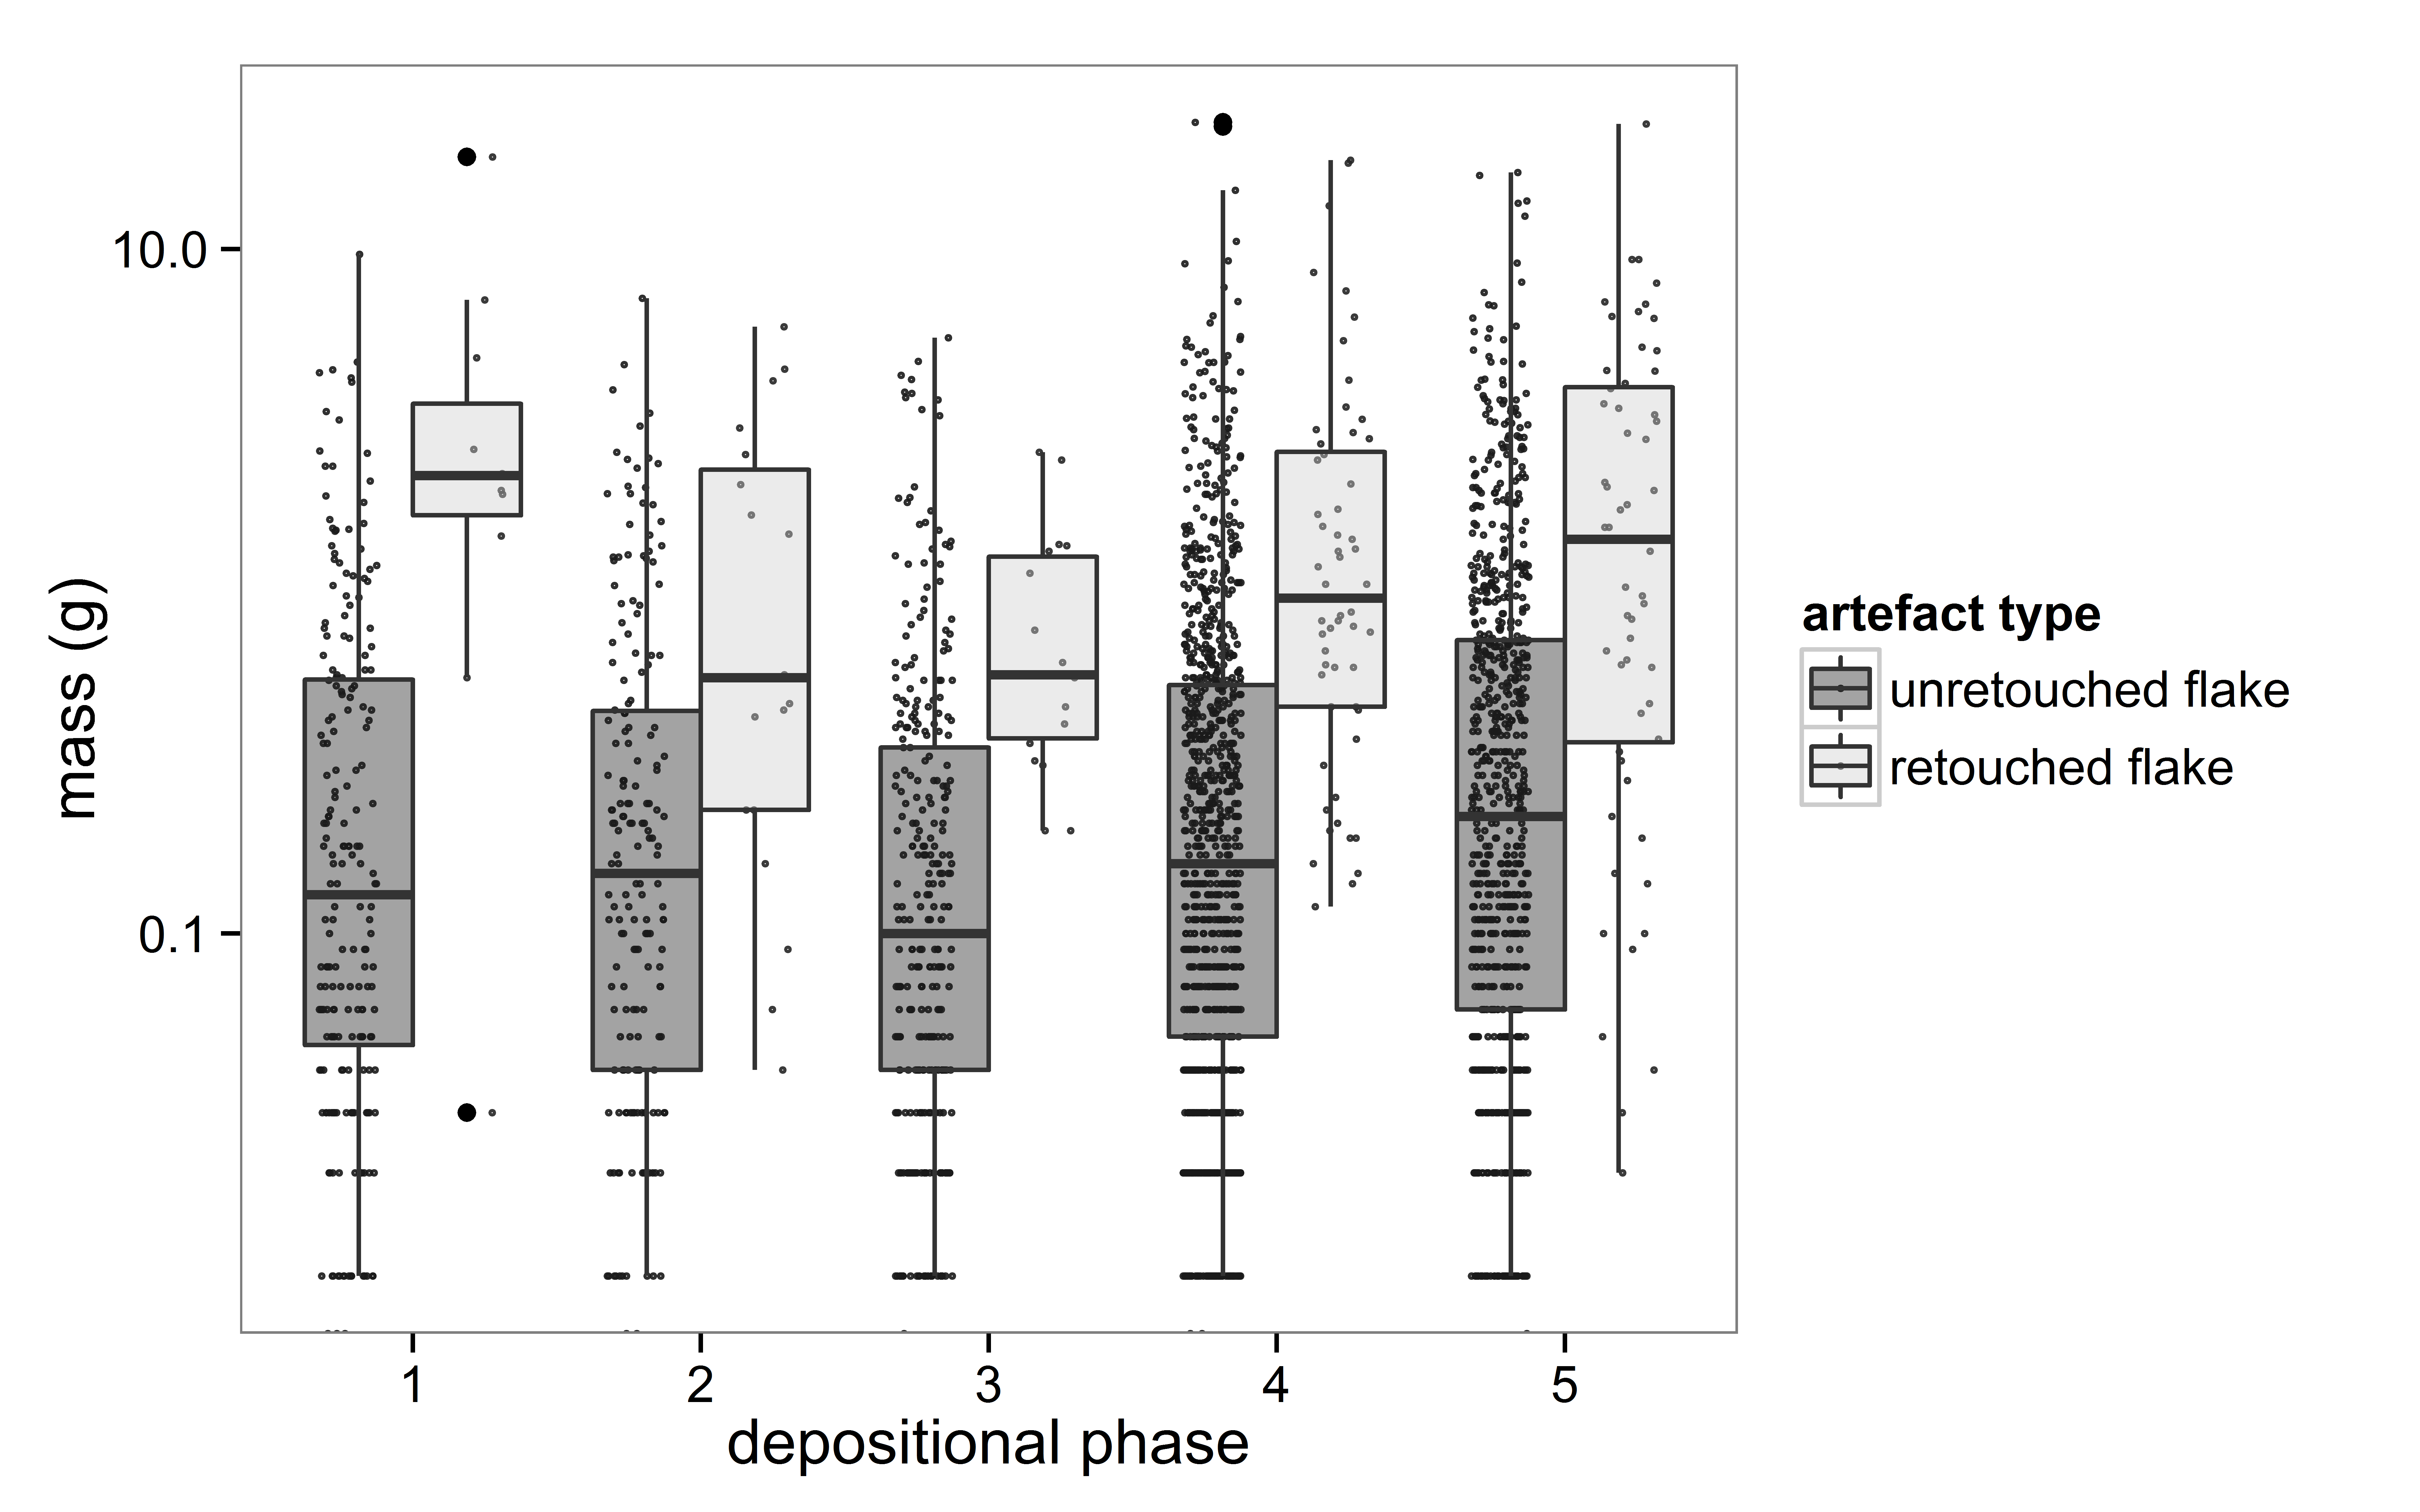 10.0
0.1
mass (g)
1 2 3 4 5
depositional phase
artefact type
unretouched flake
retouched flake